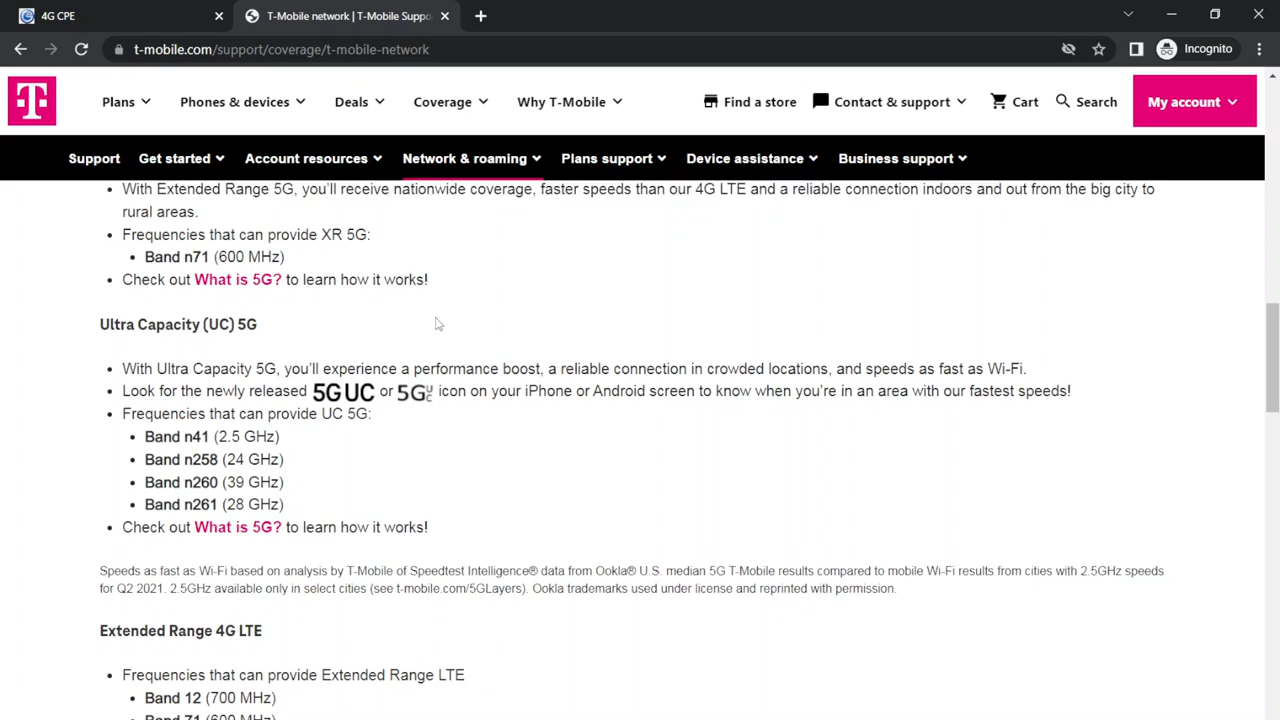 4G CPE
T-Mobile network | T-Mobile Suppo
t-mobile.com/support/coverage/t-mobile-network
Incognito
T
Plans
Phones & devices
Deals
Coverage
Why T-Mobile
Find a store
Contact & support
Cart
Search
My account
Support
Get started
Account resources
Network & roaming
Plans support
Device assistance
Business support
• With Extended Range 5G, you'll receive nationwide coverage, faster speeds than our 4G LTE and a reliable connection indoors and out from the big city to
rural areas.
• Frequencies that can provide XR 5G:
• Band n71 (600 MHz)
• Check out What is 5G? to learn how it works!
Ultra Capacity (UC) 5G
• With Ultra Capacity 5G, you'll experience a performance boost, a reliable connection in crowded locations, and speeds as fast as Wi-Fi.
• Look for the newly released 5G UC or 5G UC icon on your iPhone or Android screen to know when you're in an area with our fastest speeds!
• Frequencies that can provide UC 5G:
• Band n41 (2.5 GHz)
• Band n258 (24 GHz)
• Band n260 (39 GHz)
• Band n261 (28 GHz)
• Check out What is 5G? to learn how it works!
Speeds as fast as Wi-Fi based on analysis by T-Mobile of Speedtest Intelligence® data from Ookla® U.S. median 5G T-Mobile results compared to mobile Wi-Fi results from cities with 2.5GHz speeds
for Q2 2021. 2.5GHz available only in select cities (see t-mobile.com/5GLayers). Ookla trademarks used under license and reprinted with permission.
Extended Range 4G LTE
• Frequencies that can provide Extended Range LTE
• Band 12 (700 MHz)
• Band 71 (600 MHz)